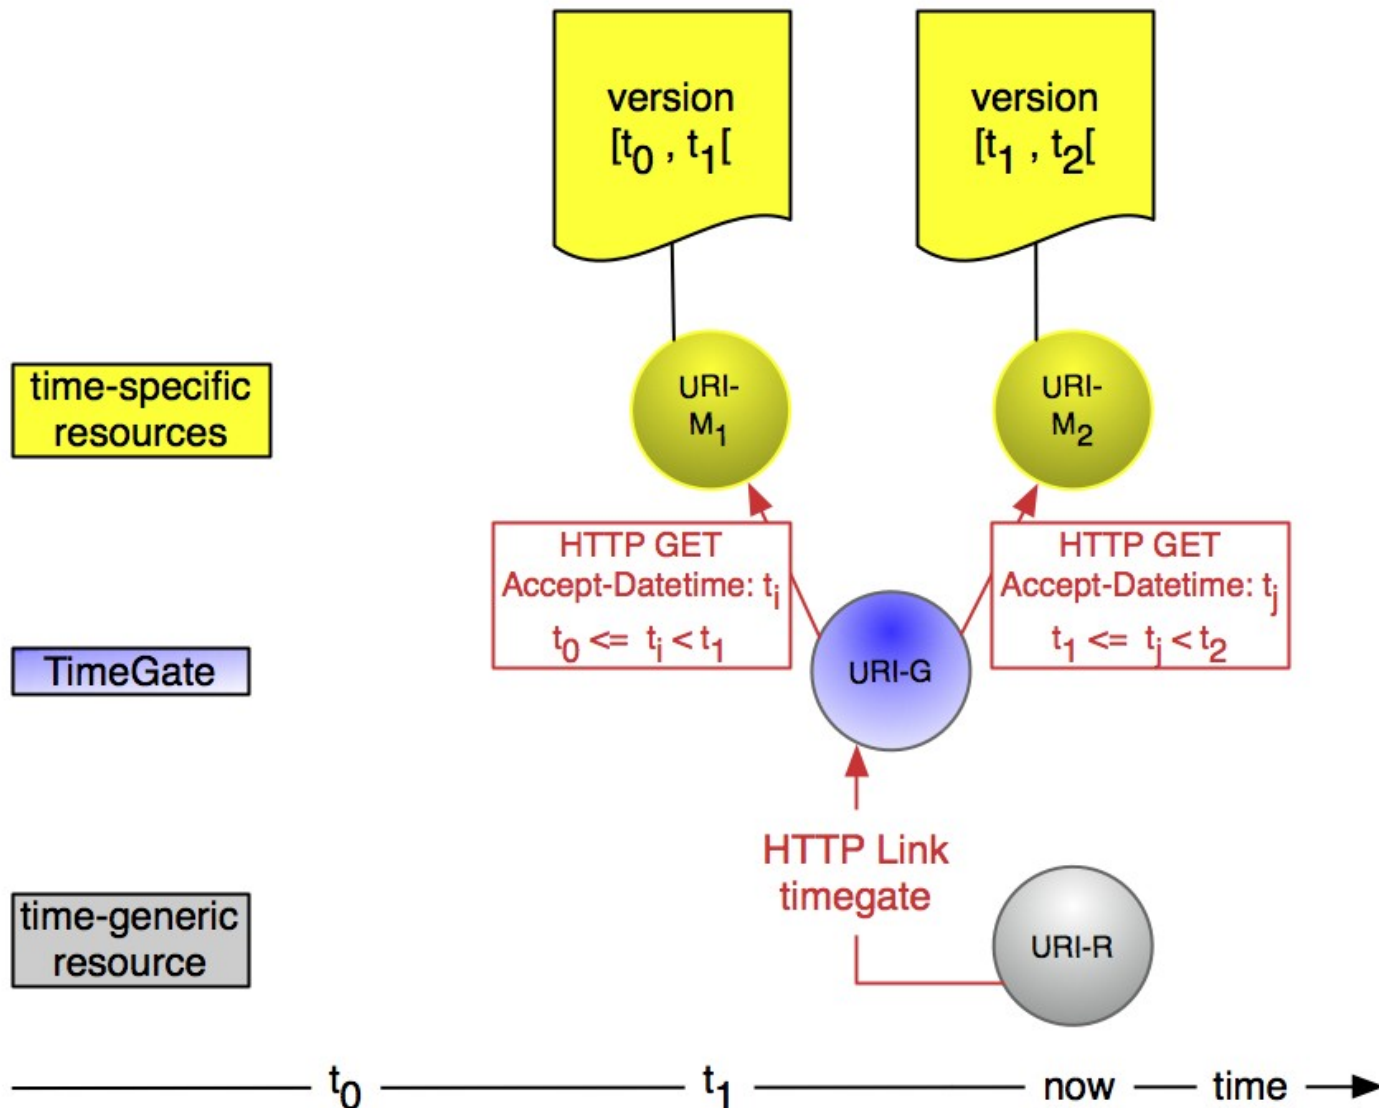 version
[t0 , t1[
version
[t1 , t2[
time-specific
resources
URI-
M1
URI-
M2
HTTP GET
Accept-Datetime: ti
t0 <= ti < t1
HTTP GET
Accept-Datetime: tj
t1 <= tj < t2
TimeGate
URI-G
HTTP Link
timegate
time-generic
resource
URI-R
t0 t1 now time